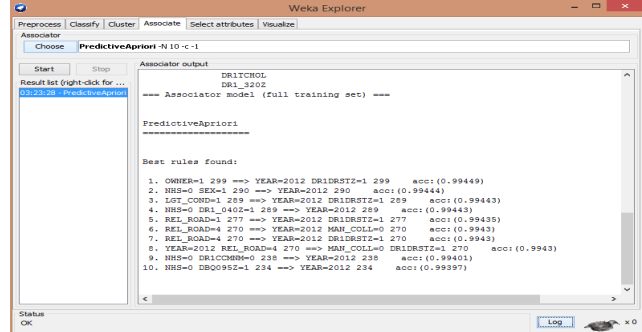 Weka Explorer
Preprocess Classify Cluster Associate Select attributes Visualize
Associator
Choose PredictiveApriori -N 10 -c -1
Start Stop
Result list (right-click for ...
03:23:28 - PredictiveApriori
Associator output
DR1TCHOL
DR1_320Z
=== Associator model (full training set) ===
PredictiveApriori
===================
Best rules found:
1. OWNER=1 299 ==> YEAR=2012 DR1DRSTZ=1 299 acc:(0.99449)
2. NHS=0 SEX=1 290 ==> YEAR=2012 290 acc:(0.99444)
3. LGT_COND=1 289 ==> YEAR=2012 DR1DRSTZ=1 289 acc:(0.99443)
4. NHS=0 DR1_040Z=1 289 ==> YEAR=2012 289 acc:(0.99443)
5. REL_ROAD=1 277 ==> YEAR=2012 DR1DRSTZ=1 277 acc:(0.99435)
6. REL_ROAD=4 270 ==> YEAR=2012 MAN_COLL=0 270 acc:(0.9943)
7. REL_ROAD=4 270 ==> YEAR=2012 DR1DRSTZ=1 270 acc:(0.9943)
8. YEAR=2012 REL_ROAD=4 270 ==> MAN_COLL=0 DR1DRSTZ=1 270 acc:(0.9943)
9. NHS=0 DR1CCMNM=0 238 ==> YEAR=2012 238 acc:(0.99401)
10. NHS=0 DBQ095Z=1 234 ==> YEAR=2012 234 acc:(0.99397)
Status
OK
Log
x 0